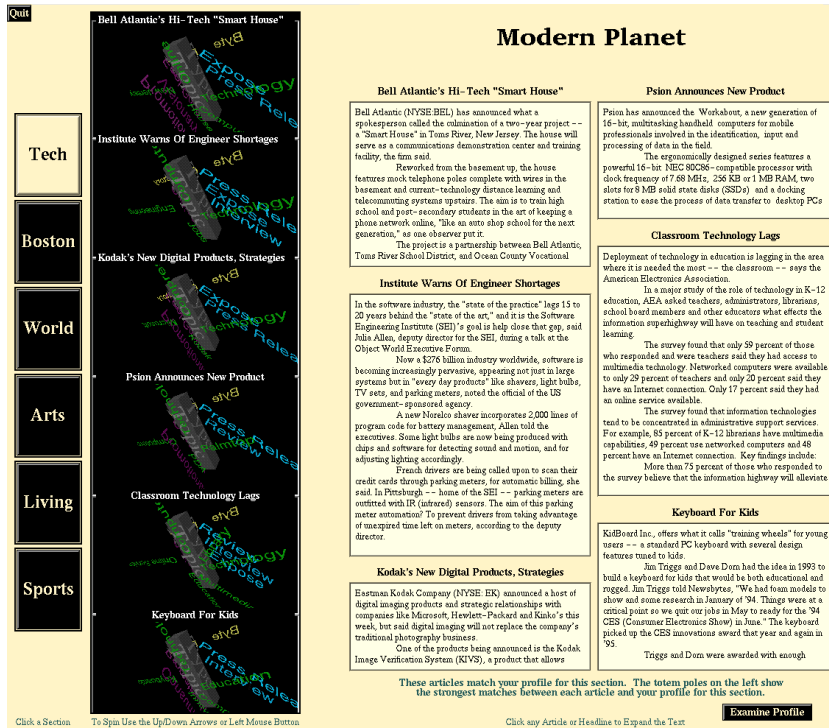 Quit
Tech
Boston
World
Arts
Living
Sports
Click a Section
Bell Atlantic's Hi-Tech "Smart House"
Byte
Expose
Press Rele
Technology
Institute Warns Of Engineer Shortages
Byte
Press Rele
Expose
Interview
Engineering
Kodak's New Digital Products, Strategies
Byte
Expose
Press Relea
Psion Announces New Product
Byte
Press Rele
Review
Classroom Technology Lags
Byte
Review
Interview
Expose
Technology
Online Safari
Keyboard For Kids
Byte
Press Rele
Interview
To Spin Use the Up/Down Arrows or Left Mouse Button
Modern Planet
Bell Atlantic's Hi-Tech "Smart House"
Bell Atlantic (NYSE:BEL) has announced what a
spokesperson called the culmination of a two-year project --
a "Smart House" in Toms River, New Jersey. The house will
serve as a communications demonstration center and training
facility, the firm said.
Reworked from the basement up, the house
features mock telephone poles complete with wires in the
basement and current-technology distance learning and
telecommuting systems upstairs. The aim is to train high
school and post-secondary students in the art of keeping a
phone network online, "like an auto shop school for the next
generation," as one observer put it.
The project is a partnership between Bell Atlantic,
Toms River School District, and Ocean County Vocational
Institute Warns Of Engineer Shortages
In the software industry, the "state of the practice" lags 15 to
20 years behind the "state of the art," and it is the Software
Engineering Institute (SEI)'s goal is help close that gap, said
Julia Allen, deputy director for the SEI, during a talk at the
Object World Executive Forum.
Now a $276 billion industry worldwide, software is
becoming increasingly pervasive, appearing not just in large
systems but in "every day products" like shavers, light bulbs,
TV sets, and parking meters, noted the official of the US
government-sponsored agency.
A new Norelco shaver incorporates 2,000 lines of
program code for battery management, Allen told the
executives. Some light bulbs are now being produced with
chips and software for detecting sound and motion, and for
adjusting lighting accordingly.
French drivers are being called upon to scan their
credit cards through parking meters, for automatic billing, she
said. In Pittsburgh -- home of the SEI -- parking meters are
outfitted with IR (infrared) sensors. The aim of this parking
meter automation? To prevent drivers from taking advantage
of unexpired time left on meters, according to the deputy
director.
Kodak's New Digital Products, Strategies
Eastman Kodak Company (NYSE: EK) announced a host of
digital imaging products and strategic relationships with
companies like Microsoft, Hewlett-Packard and Kinko's this
week, but said digital imaging will not replace the company's
traditional photography business.
One of the products being announced is the Kodak
Image Verification System (KIVS), a product that allows
Psion Announces New Product
Psion has announced the Workabout, a new generation of
16-bit, multitasking handheld computers for mobile
professionals involved in the identification, input and
processing of data in the field.
The ergonomically designed series features a
powerful 16-bit NEC 80C86-compatible processor with
clock frequency of 7.68 MHz, 256 KB or 1 MB RAM, two
slots for 8 MB solid state disks (SSDs) and a docking
station to ease the process of data transfer to desktop PCs
Classroom Technology Lags
Deployment of technology in education is lagging in the area
where it is needed the most -- the classroom -- says the
American Electronics Association.
In a major study of the role of technology in K-12
education, AEA asked teachers, administrators, librarians,
school board members and other educators what effects the
information superhighway will have on teaching and student
learning.
The survey found that only 59 percent of those
who responded and were teachers said they had access to
multimedia technology. Networked computers were available
to only 29 percent of teachers and only 20 percent said they
have an Internet connection. Only 17 percent said they had
an online service available.
The survey found that information technologies
tend to be concentrated in administrative support services.
For example, 85 percent of K-12 librarians have multimedia
capabilities, 49 percent use networked computers and 48
percent have an Internet connection. Key findings include:
More than 75 percent of those who responded to
the survey believe that the information highway will alleviate
Keyboard For Kids
KidBoard Inc., offers what it calls "training wheels" for young
users -- a standard PC keyboard with several design
features tuned to kids.
Jim Triggs and Dave Dorn had the idea in 1993 to
build a keyboard for kids that would be both educational and
rugged. Jim Triggs told Newsbytes, "We had foam models to
show and some research in January of '94. Things were at a
critical point so we quit our jobs in May to ready for the '94
CES (Consumer Electronics Show) in June." The keyboard
picked up the CES innovations award that year and again in
'95.
Triggs and Dorn were awarded with enough
These articles match your profile for this section. The totem poles on the left show
the strongest matches between each article and your profile for this section.
Examine Profile
Click any Article or Headline to Expand the Text